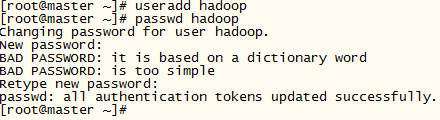 [root@master ~]# useradd hadoop
[root@master ~]# passwd hadoop
Changing password for user hadoop.
New password:
BAD PASSWORD: it is based on a dictionary word
BAD PASSWORD: is too simple
Retype new password:
passwd: all authentication tokens updated successfully.
[root@master ~]#